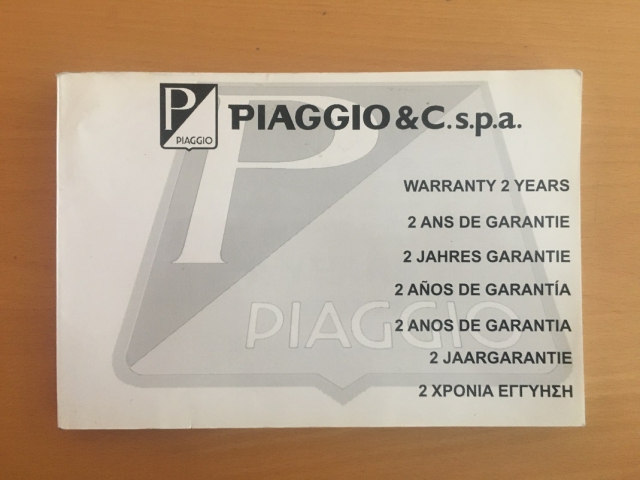 P
PIAGGIO
PIAGGIO & C. s.p.a.
WARRANTY 2 YEARS
2 ANS DE GARANTIE
2 JAHRES GARANTIE
2 AÑOS DE GARANTÍA
2 ANOS DE GARANTIA
2 JAARGARANTIE
2 ΧΡΟΝΙΑ ΕΓΓΥΗΣΗ
P
PIAGGIO